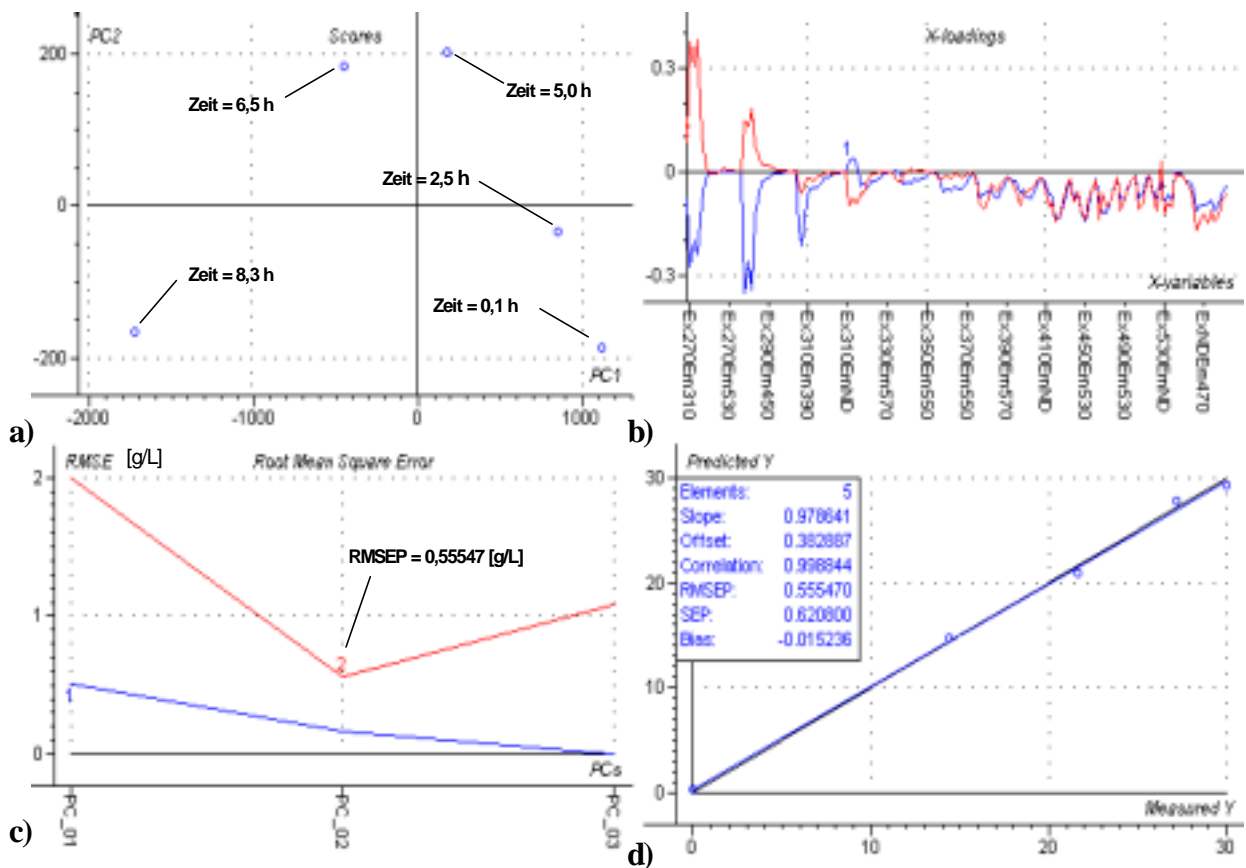 PC2 Scores
200
0
-200
Zeit = 6,5 h
Zeit = 5,0 h
Zeit = 2,5 h
Zeit = 8,3 h
Zeit = 0,1 h
PC1
-2000 -1000 0 1000
a)
X-loadings
0.3
0
-0.3
1
X-variables
Ex270Em310
Ex270Em530
Ex290Em450
Ex310Em390
Ex310EmND
Ex330Em570
Ex350Em550
Ex370Em550
Ex390Em570
Ex410EmND
Ex450Em530
Ex490Em530
Ex530EmND
ExNDEm470
b)
RMSE [g/L] Root Mean Square Error
2
1
0
RMSEP = 0,55547 [g/L]
2
1
PCs
PC_01
PC_02
PC_03
c)
Predicted Y
30
20
10
0
Elements: 5
Slope: 0.978641
Offset: 0.382887
Correlation: 0.998844
RMSEP: 0.555470
SEP: 0.620800
Bias: -0.015236
Measured Y
0 10 20 30
d)